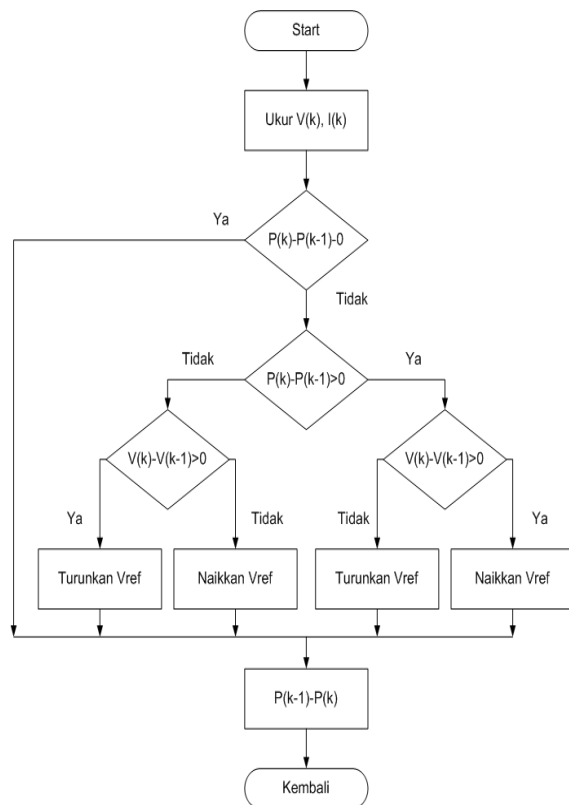 Start
Ukur V(k), I(k)
Ya
P(k)-P(k-1)-0
Tidak
Tidak
P(k)-P(k-1)>0
Ya
V(k)-V(k-1)>0
V(k)-V(k-1)>0
Ya
Tidak
Tidak
Ya
Turunkan Vref
Naikkan Vref
Turunkan Vref
Naikkan Vref
P(k-1)-P(k)
Kembali